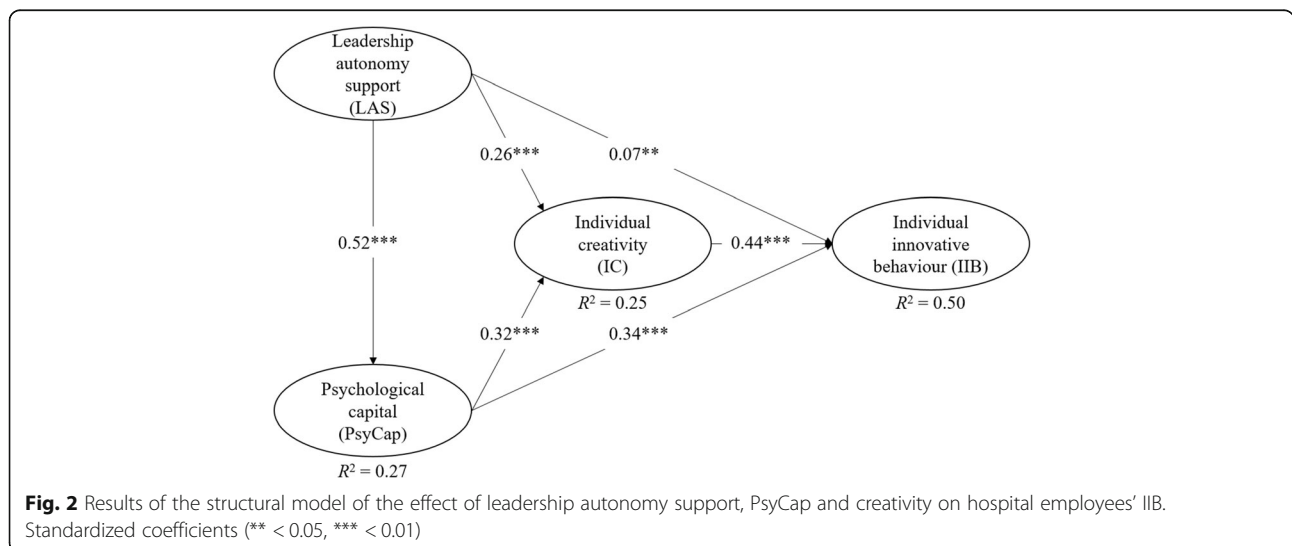 Leadership
autonomy
support
(LAS)
0.26***
0.07**
0.52***
Individual
creativity
(IC)
0.44***
Individual
innovative
behaviour (IIB)
R² = 0.25
R² = 0.50
0.32***
0.34***
Psychological
capital
(PsyCap)
R² = 0.27
Fig. 2 Results of the structural model of the effect of leadership autonomy support, PsyCap and creativity on hospital employees’ IIB.
Standardized coefficients (** < 0.05, *** < 0.01)